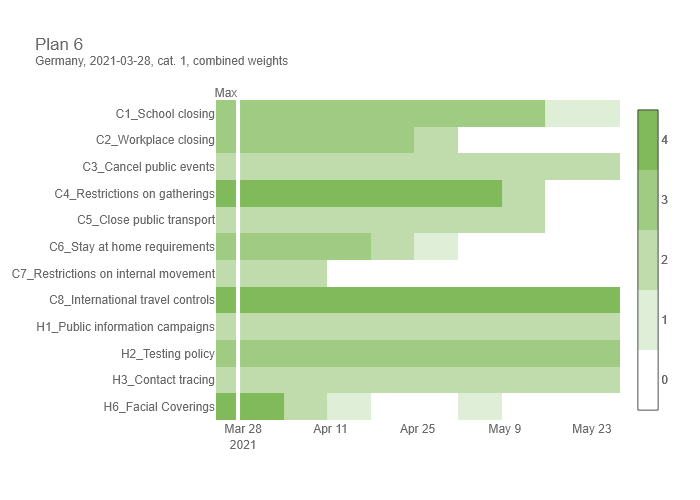 Plan 6
Germany, 2021-03-28, cat. 1, combined weights
Max
C1_School closing
C2_Workplace closing
C3_Cancel public events
C4_Restrictions on gatherings
C5_Close public transport
C6_Stay at home requirements
C7_Restrictions on internal movement
C8_International travel controls
H1_Public information campaigns
H2_Testing policy
H3_Contact tracing
H6_Facial Coverings
Mar 28 Apr 11 Apr 25 May 9 May 23
2021
4
3
2
1
0